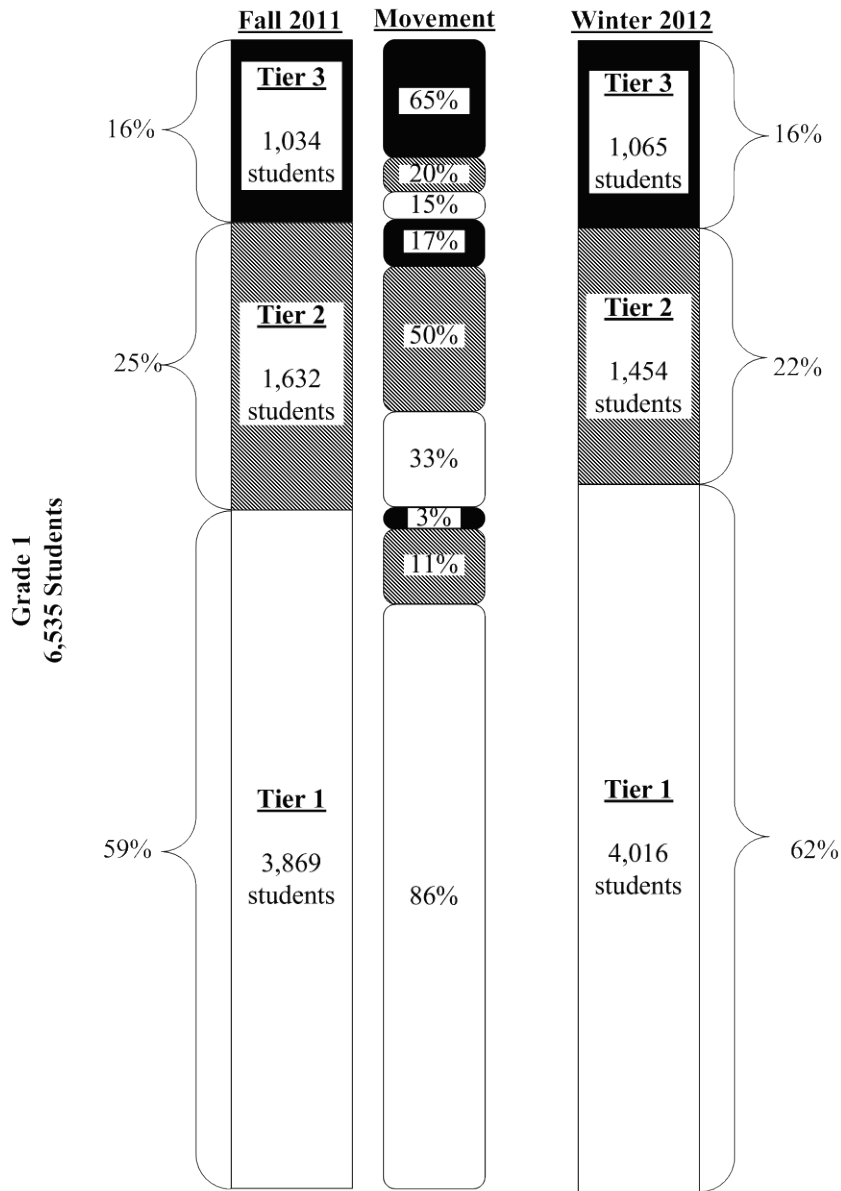 Fall 2011
Movement
Winter 2012
16%
Tier 3
1,034
students
65%
20%
15%
Tier 3
1,065
students
16%
25%
Tier 2
1,632
students
17%
50%
33%
Tier 2
1,454
students
22%
Grade 1
6,535 Students
59%
Tier 1
3,869
students
3%
11%
86%
Tier 1
4,016
students
62%